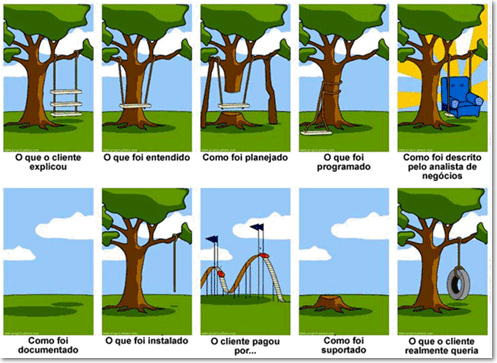 O que o cliente
explicou
O que foi entendido
Como foi planejado
O que foi
programado
Como foi descrito
pelo analista de
negócios
Como foi
documentado
O que foi instalado
O cliente pagou
por...
Como foi
suportado
O que o cliente
realmente queria